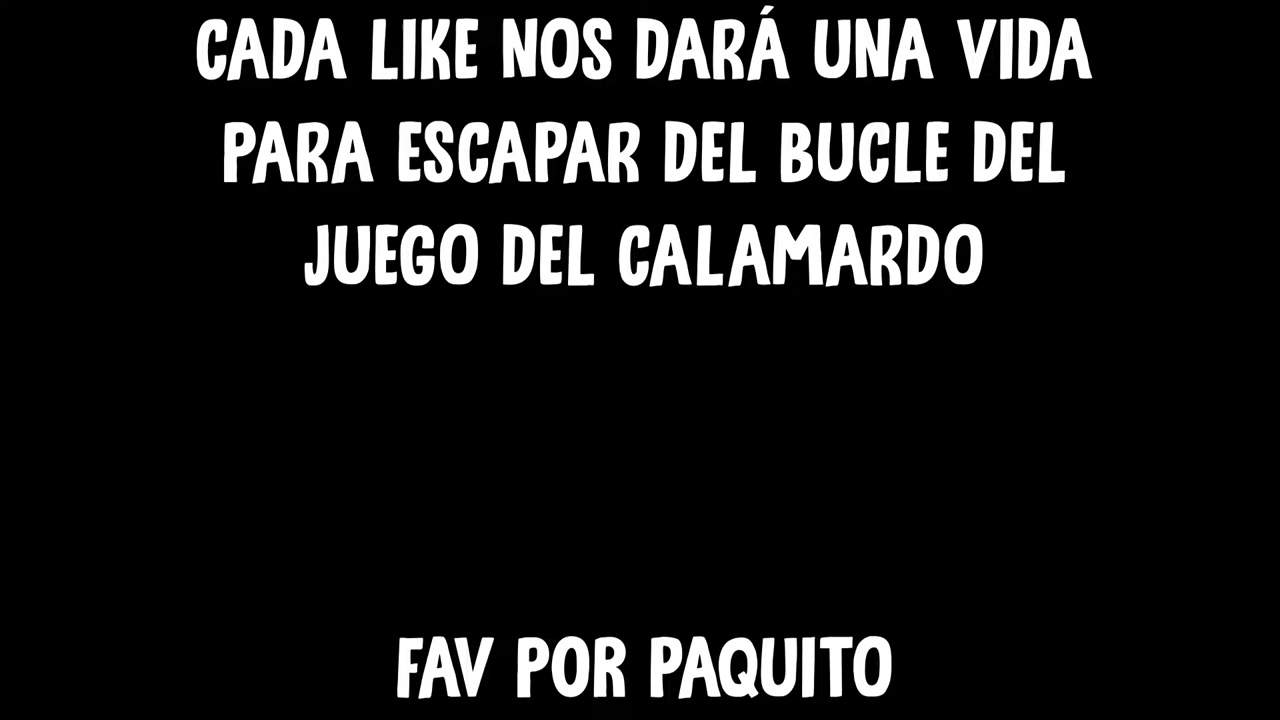 CADA LIKE NOS DARÁ UNA VIDA
PARA ESCAPAR DEL BUCLE DEL
JUEGO DEL CALAMARDO
FAV POR PAQUITO